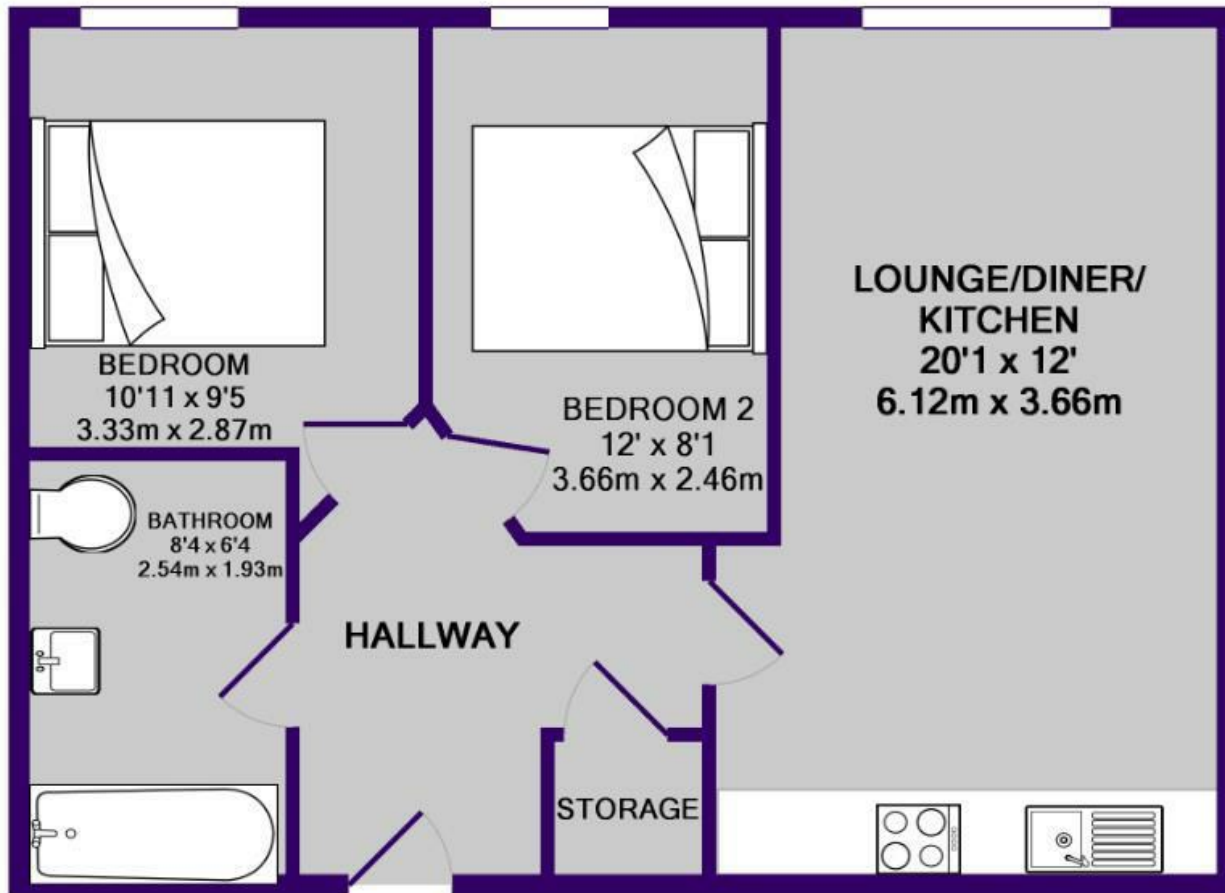 BEDROOM
10'11 x 9'5
3.33m x 2.87m
BEDROOM 2
12' x 8'1
3.66m x 2.46m
LOUNGE/DINER/
KITCHEN
20'1 x 12'
6.12m x 3.66m
BATHROOM
8'4 x 6'4
2.54m x 1.93m
HALLWAY
STORAGE